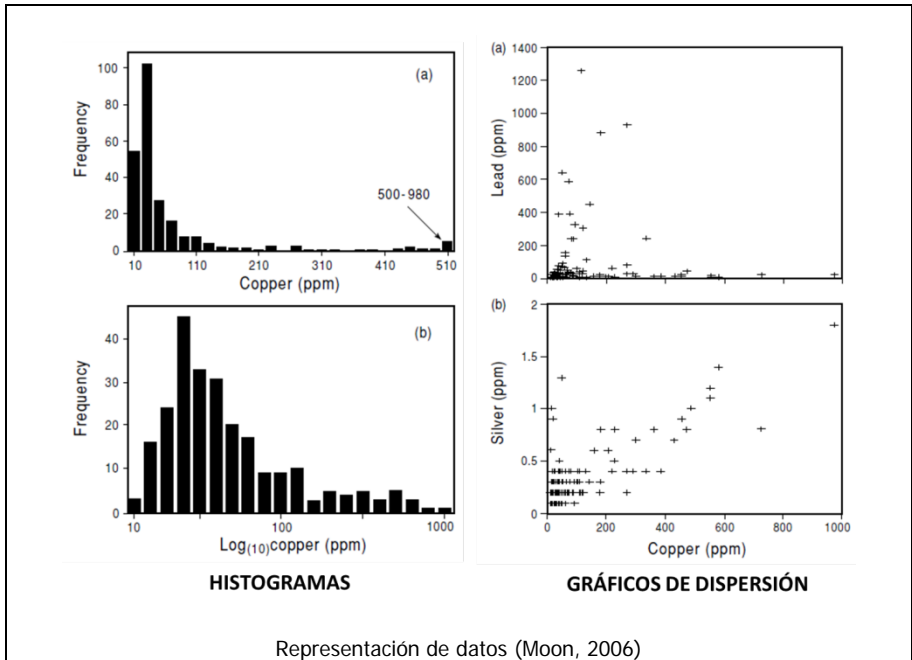 (a)
100
80
60
40
20
0
Frequency
500-980
10 110 210 310 410 510
Copper (ppm)
(b)
40
30
20
10
0
Frequency
10 100 1000
Log(10)copper (ppm)
HISTOGRAMAS
(a)
1400
1200
1000
800
600
400
200
0
Lead (ppm)
(b)
2
1.5
1
0.5
0
Silver (ppm)
0 200 400 600 800 1000
Copper (ppm)
GRÁFICOS DE DISPERSIÓN
Representación de datos (Moon, 2006)